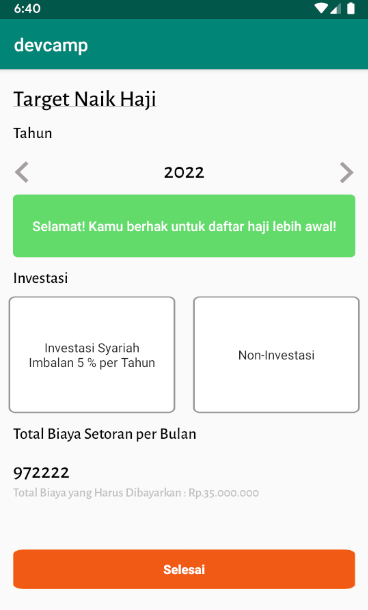 6:40
devcamp
Target Naik Haji
Tahun
2022
Selamat! Kamu berhak untuk daftar haji lebih awal!
Investasi
Investasi Syariah
Imbalan 5 % per Tahun
Non-Investasi
Total Biaya Setoran per Bulan
972222
Total Biaya yang Harus Dibayarkan : Rp.35.000.000
Selesai